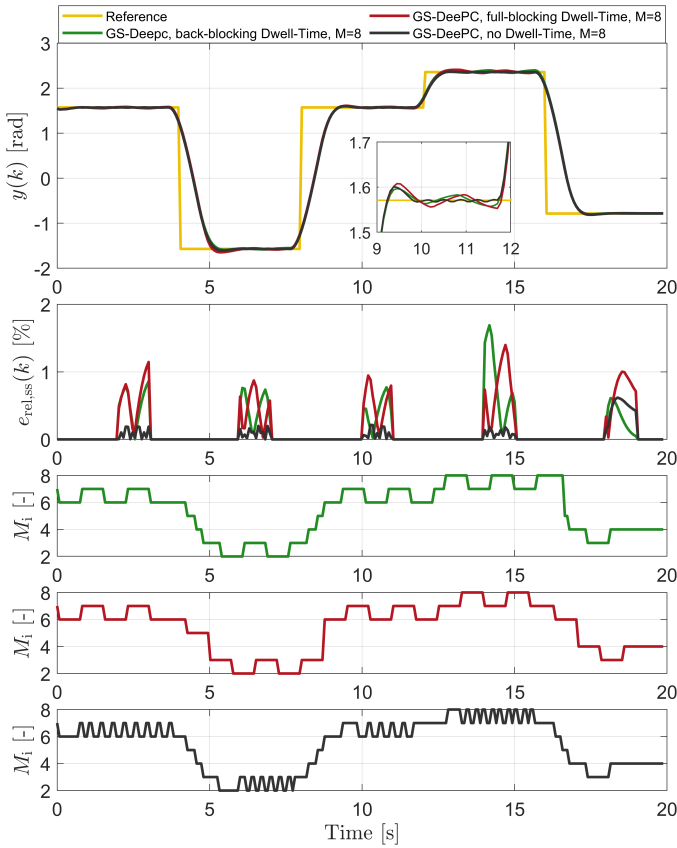 Reference
GS-DeePC, full-blocking Dwell-Time, M=8
GS-Deepc, back-blocking Dwell-Time, M=8
GS-DeePC, no Dwell-Time, M=8
y(k) [rad]
3
2
1
0
-1
-2
1.7
1.6
1.5
9 10 11 12
0 5 10 15 20
e_rel,ss(k) [%]
2
1
0
0 5 10 15 20
M_i [-]
8
6
4
2
0 5 10 15 20
M_i [-]
8
6
4
2
0 5 10 15 20
M_i [-]
8
6
4
2
0 5 10 15 20
Time [s]